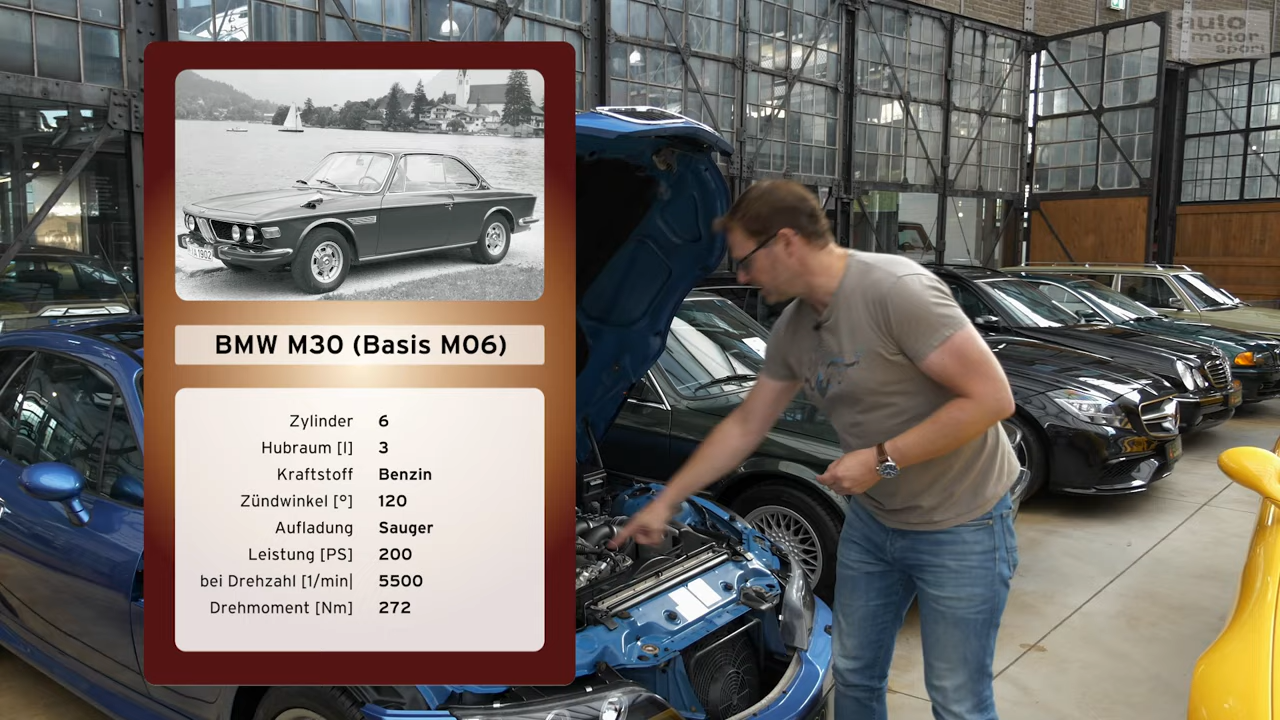 auto
motor
sport
BMW M30 (Basis M06)
Zylinder 6
Hubraum [l] 3
Kraftstoff Benzin
Zündwinkel [°] 120
Aufladung Sauger
Leistung [PS] 200
bei Drehzahl [1/min| 5500
Drehmoment [Nm] 272